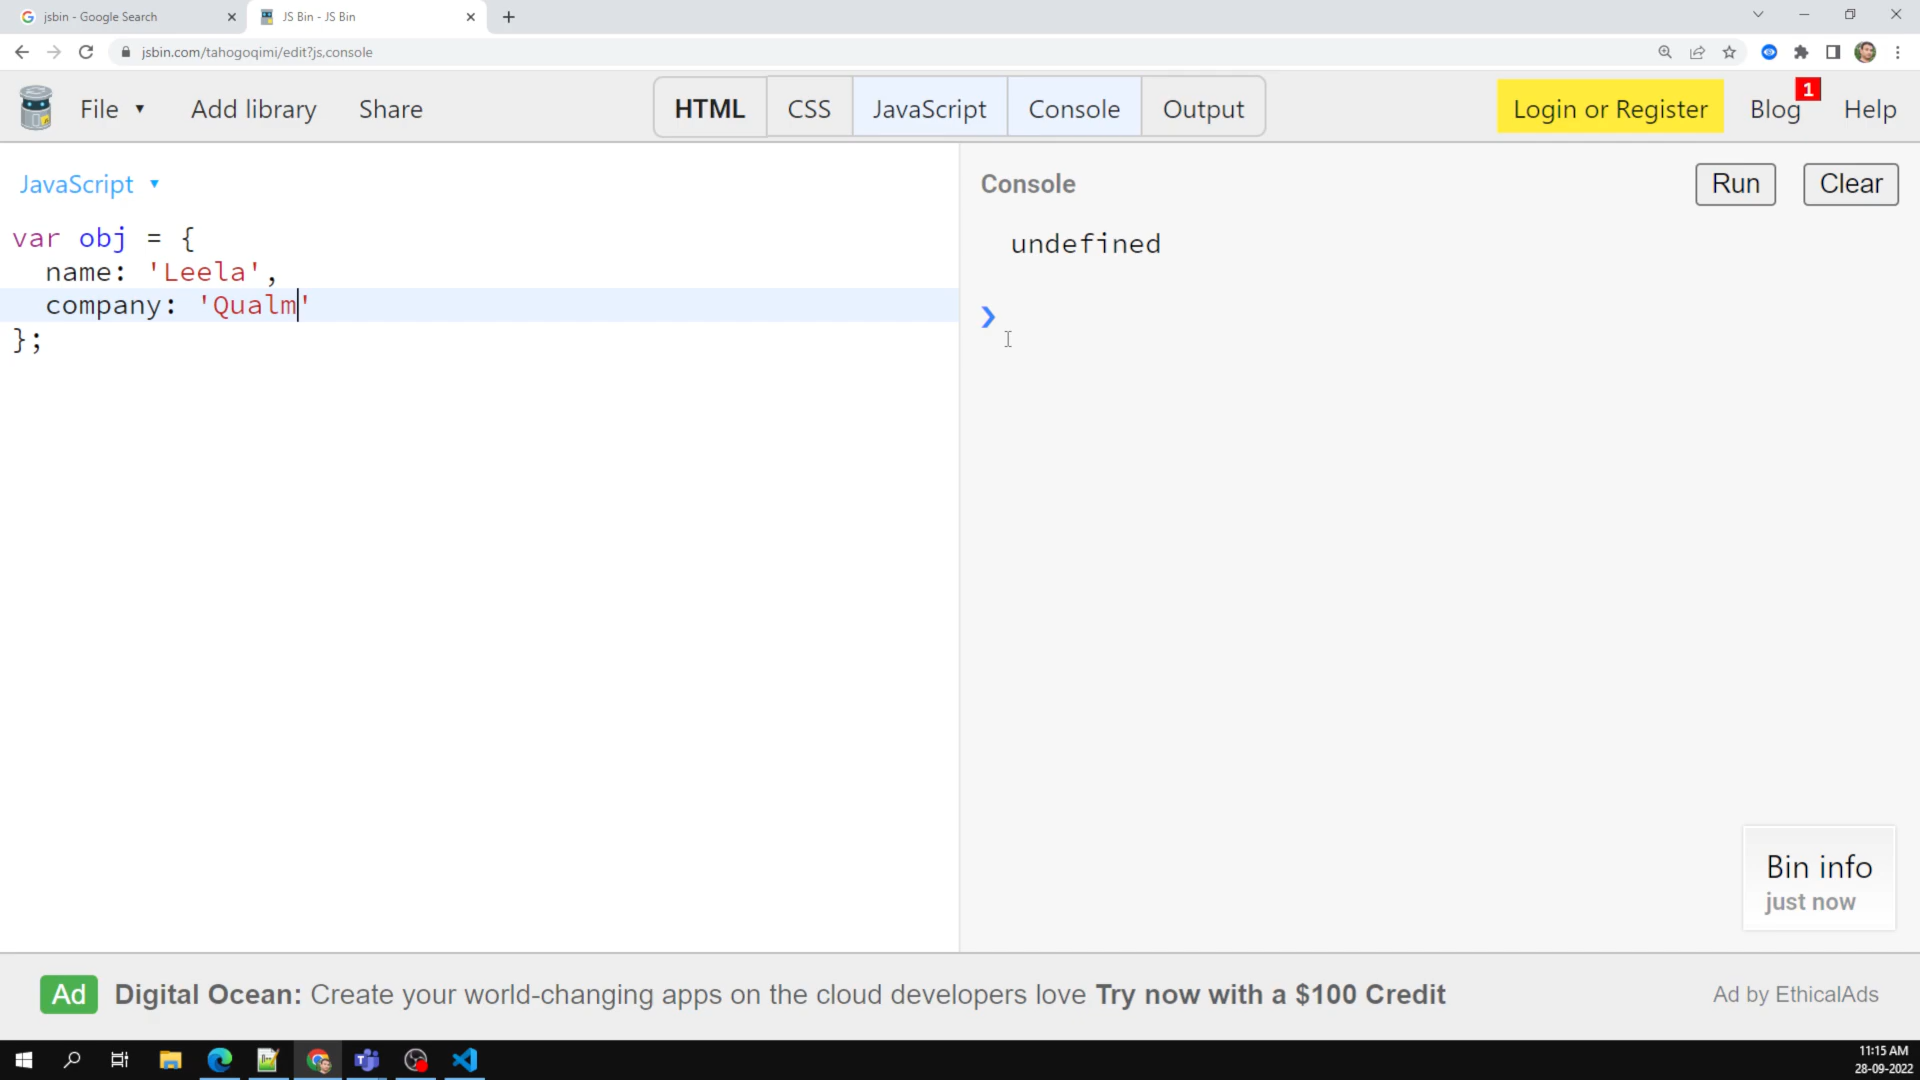 jsbin - Google Search
JS Bin - JS Bin
jsbin.com/tahogoqimi/edit?js,console
File Add library Share HTML CSS JavaScript Console Output Login or Register Blog 1 Help
JavaScript
var obj = {
name: 'Leela',
company: 'Qualm'
};
Console
Run Clear
undefined
Bin info
just now
Ad Digital Ocean: Create your world-changing apps on the cloud developers love Try now with a $100 Credit
Ad by EthicalAds
11:15 AM
28-09-2022